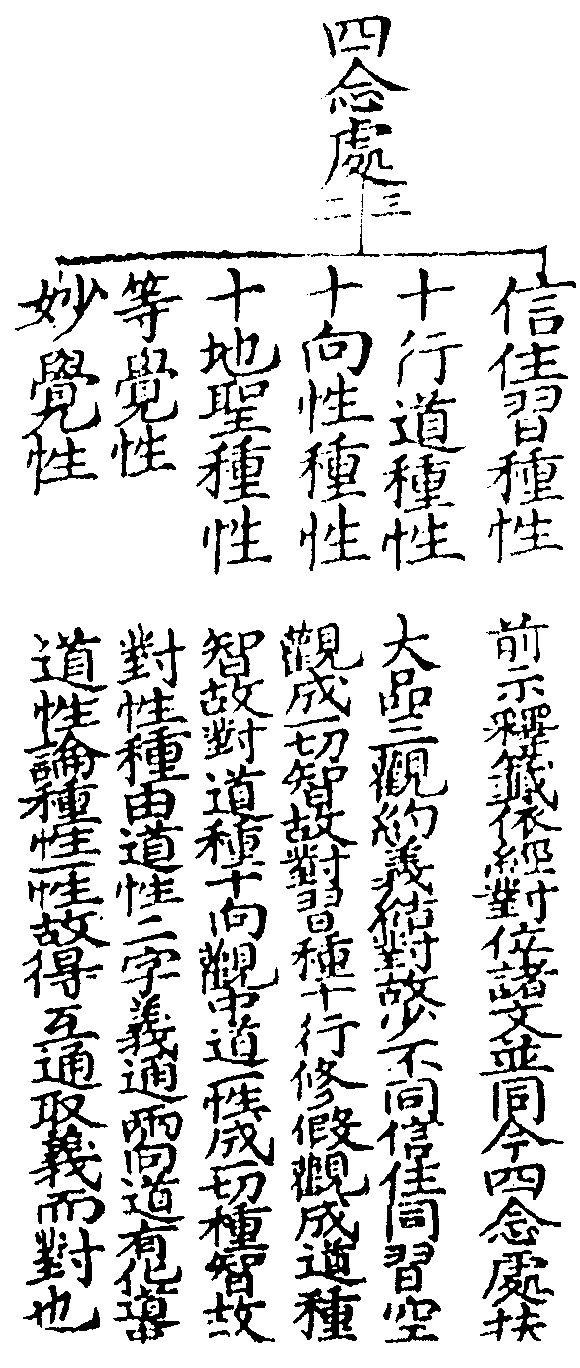 四念處
三
二
信住習種性
十行道種性
十向性種性
十地聖種性
等覺性
妙覺性
前示釋籤依經對位諸文並同今四念處扶
大品三觀約義結對故少不同信住同習空
觀成一切智故對習種十行修假觀成道種
智故對道種十向觀中道一性成一切種智故
對性種由道性二字義通兩向道有化導
道性論種性一性故得互通取義而對也